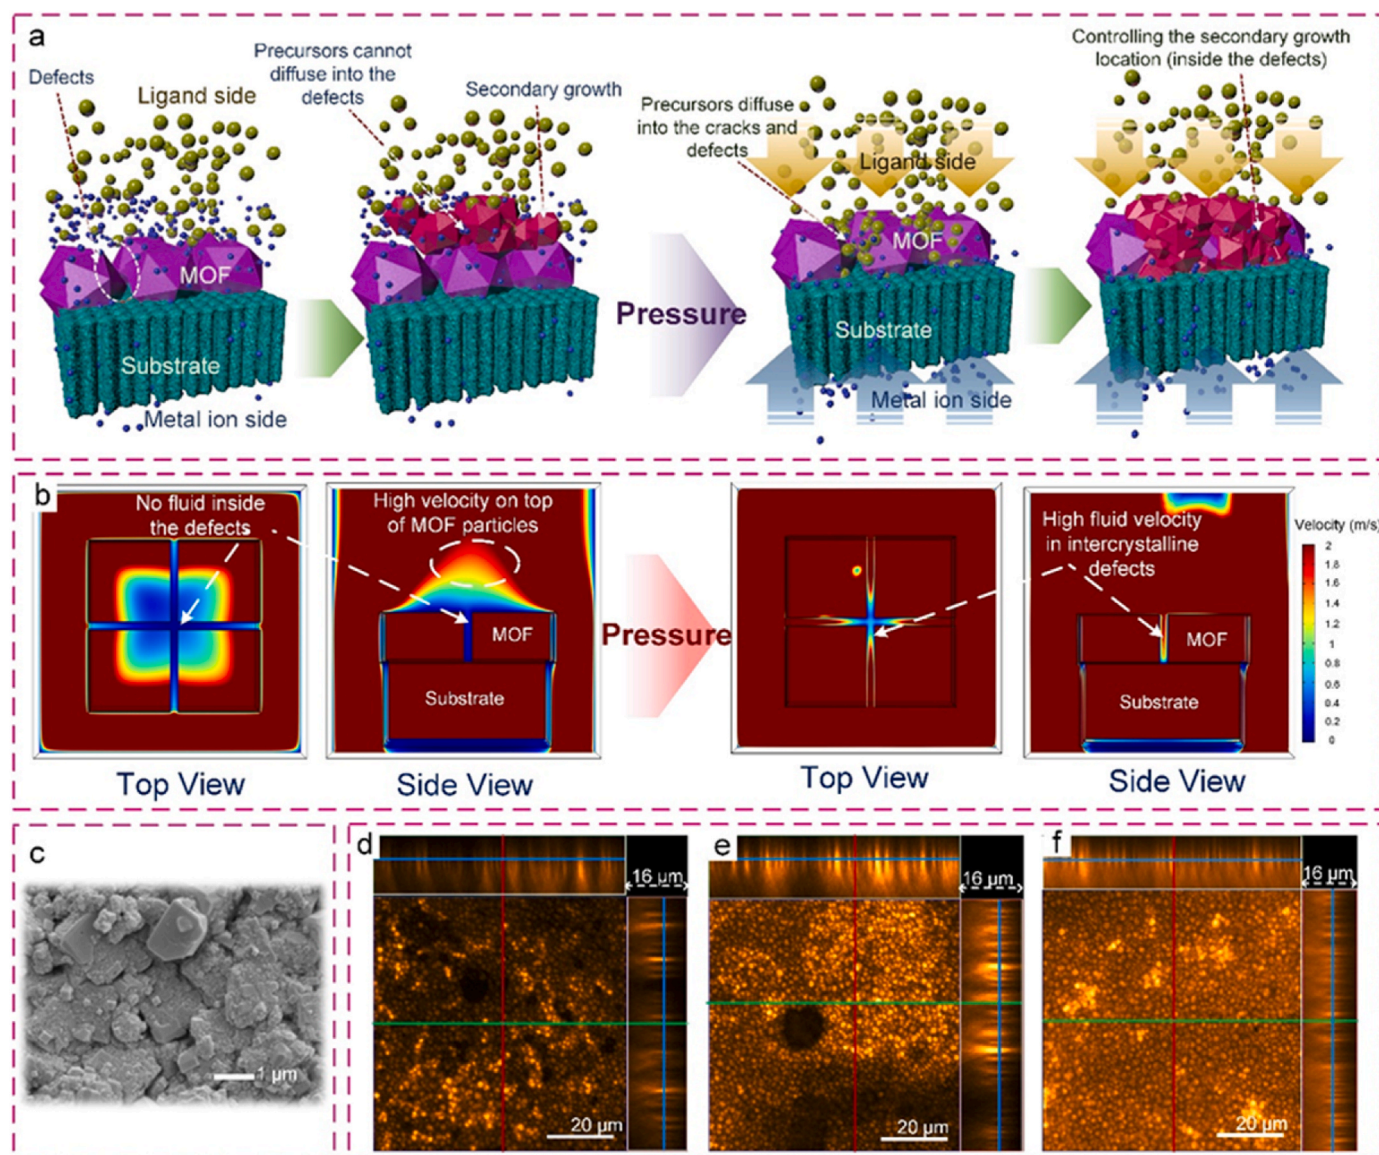 a
Defects
Ligand side
Precursors cannot
diffuse into the
defects
Secondary growth
MOF
Substrate
Metal ion side
Pressure
Precursors diffuse
into the cracks and
defects
Ligand side
MOF
Substrate
Metal ion side
Controlling the secondary growth
location (inside the defects)
b
No fluid inside
the defects
High velocity on top
of MOF particles
MOF
Substrate
Top View
Side View
Pressure
High fluid velocity
in intercrystalline
defects
MOF
Substrate
Top View
Side View
Velocity (m/s)
2
1.8
1.6
1.4
1.2
1
0.8
0.6
0.4
0.2
0
c
1 μm
d
16 μm
20 μm
e
16 μm
20 μm
f
16 μm
20 μm